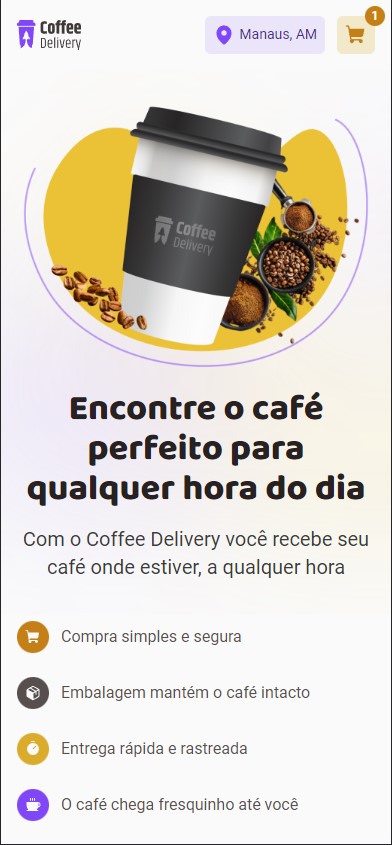 Coffee
Delivery
Manaus, AM
1
Coffee
Delivery
Encontre o café
perfeito para
qualquer hora do dia
Com o Coffee Delivery você recebe seu
café onde estiver, a qualquer hora
Compra simples e segura
Embalagem mantém o café intacto
Entrega rápida e rastreada
O café chega fresquinho até você